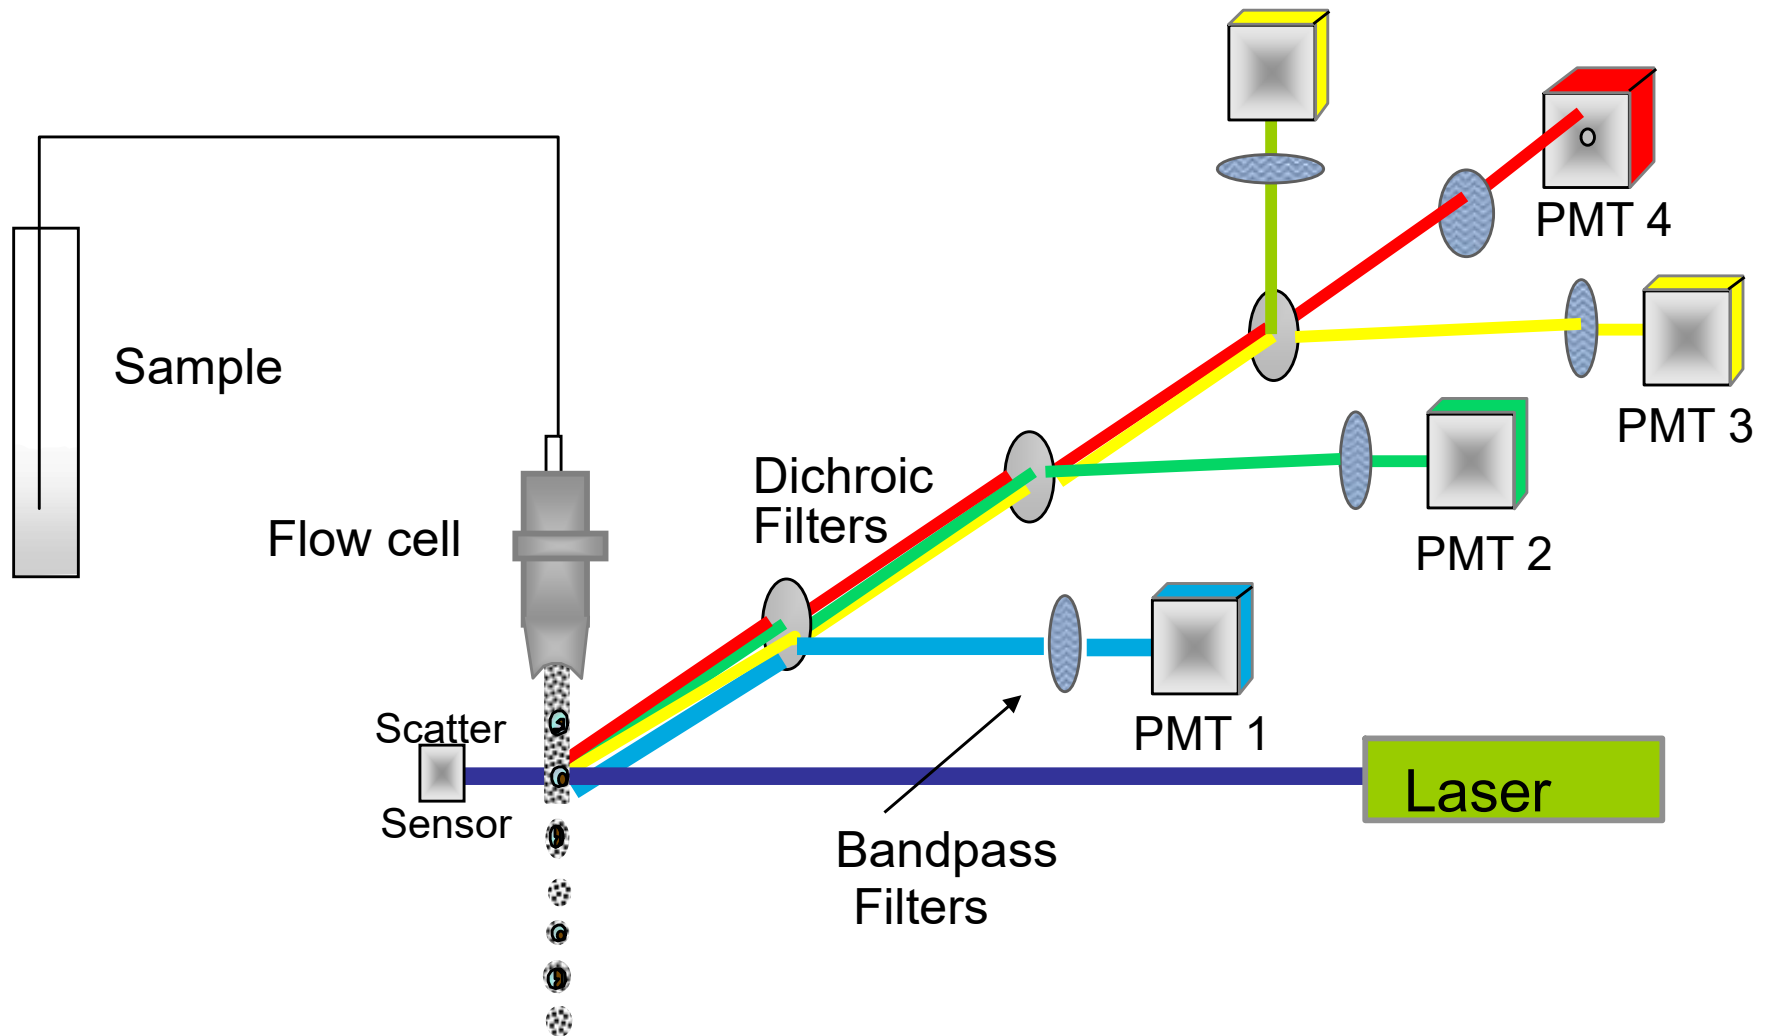 PMT 4
Sample
PMT 3
Dichroic
Filters
Flow cell
PMT 2
Scatter
Sensor
PMT 1
Laser
Bandpass
Filters